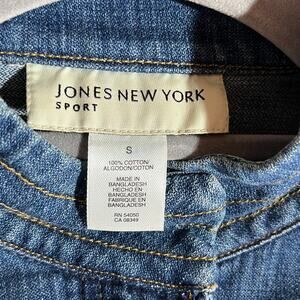 JONES NEW YORK
SPORT
S
100% COTTON/
ALGODON/COTON
MADE IN
BANGLADESH
HECHO EN
BANGLADESH
FABRIQUE EN
BANGLADESH
RN 54050
CA 08349